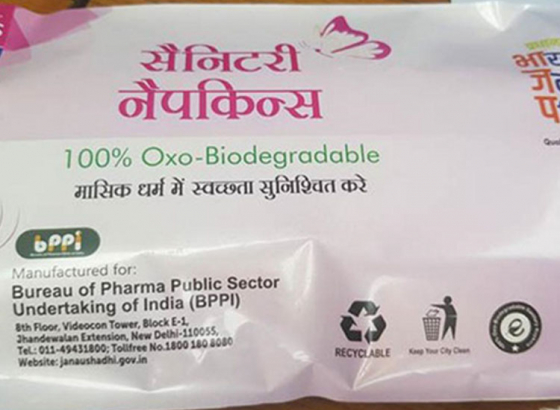 सैनिटरी
नैपकिन्स
100% Oxo-Biodegradable
मासिक धर्म में स्वच्छता सुनिश्चित करे
bppi
Manufactured for:
Bureau of Pharma Public Sector
Undertaking of India (BPPI)
8th Floor, Videocon Tower, Block E-1,
Jhandewalan Extension, New Delhi-110055,
Tel.: 011-49431800; Tollfree No.1800 180 8080
Website: janaushadhi.gov.in
RECYCLABLE
Keep Your City Clean